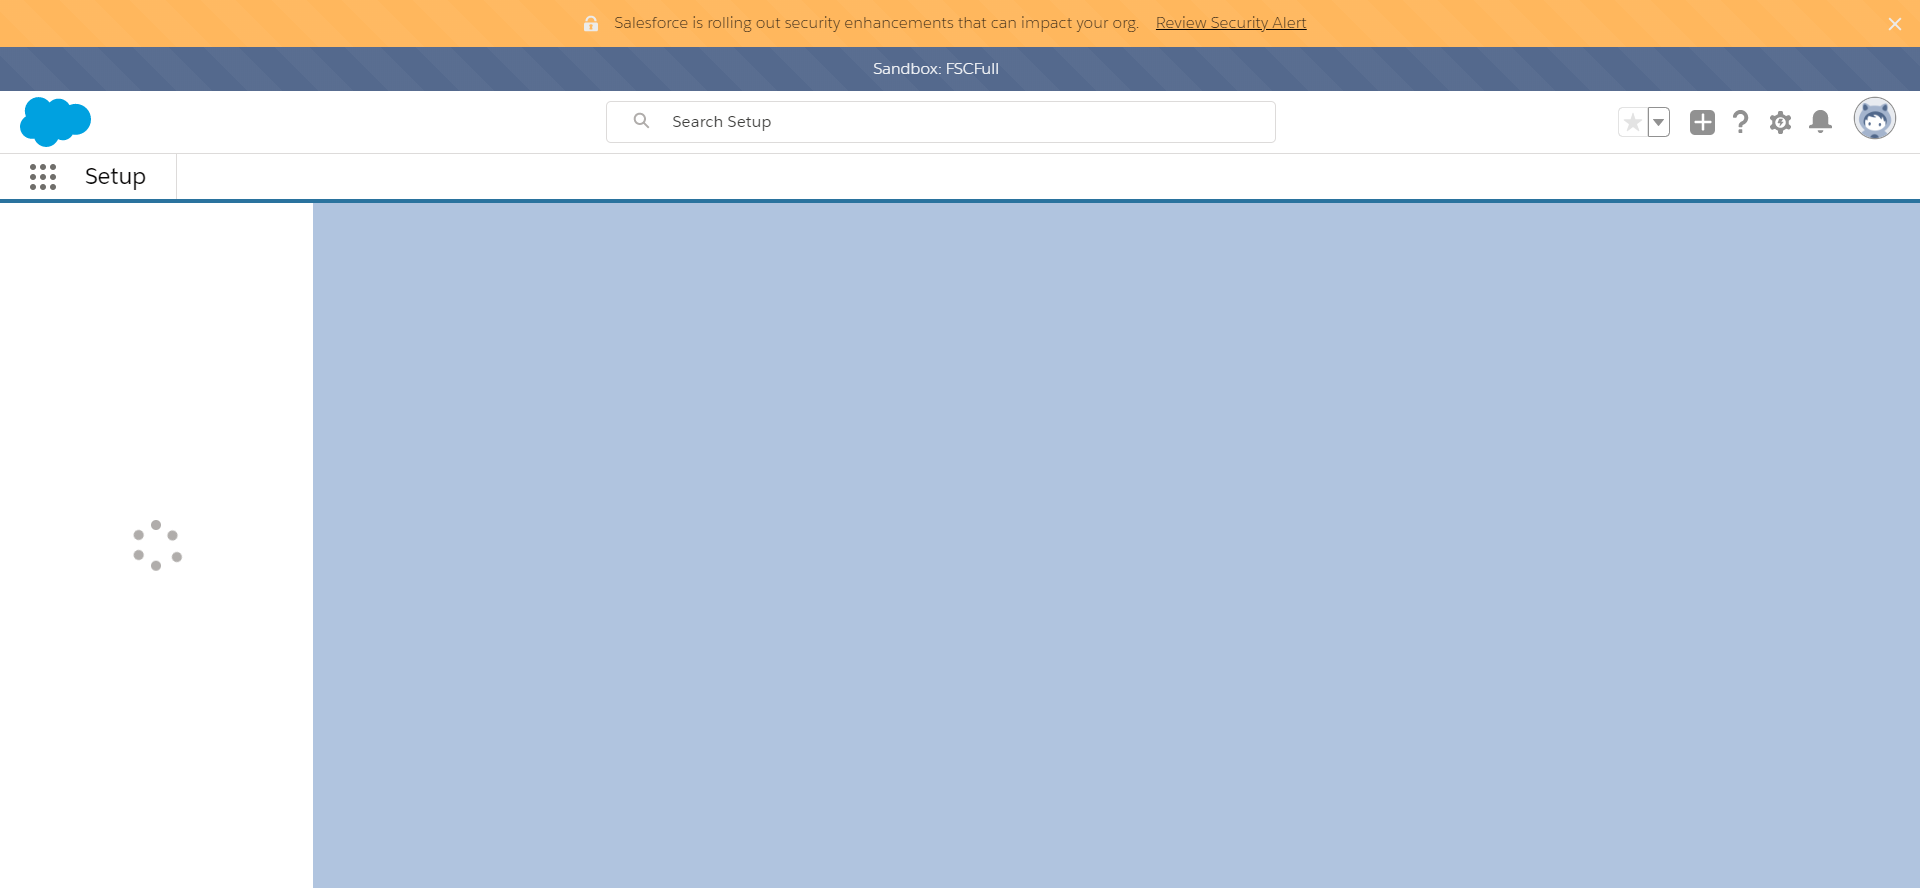 Salesforce is rolling out security enhancements that can impact your org. Review Security Alert
Sandbox: FSCFull
Search Setup
Setup